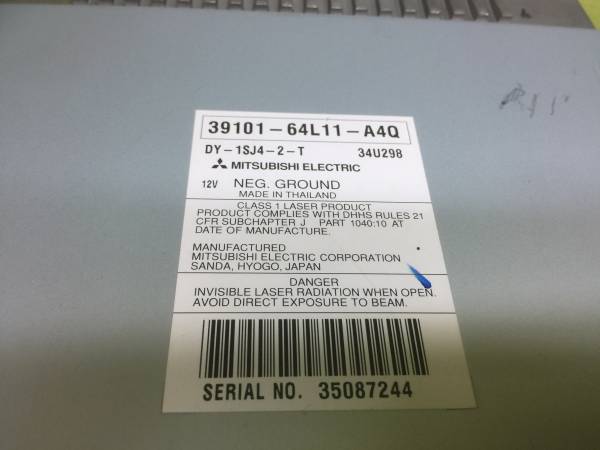 39101-64L11-A4Q
DY-1SJ4-2-T 34U298
MITSUBISHI ELECTRIC
12V NEG. GROUND
MADE IN THAILAND
CLASS 1 LASER PRODUCT
PRODUCT COMPLIES WITH DHHS RULES 21
CFR SUBCHAPTER J PART 1040:10 AT
DATE OF MANUFACTURE.
MANUFACTURED
MITSUBISHI ELECTRIC CORPORATION
SANDA, HYOGO, JAPAN
DANGER
INVISIBLE LASER RADIATION WHEN OPEN.
AVOID DIRECT EXPOSURE TO BEAM.
SERIAL NO. 35087244